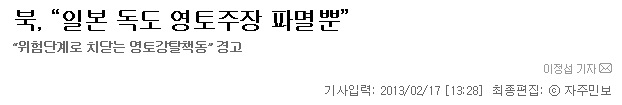 북, “일본 독도 영토주장 파멸뿐”
“위험단계로 치닫는 영토강탈책동” 경고
이정섭 기자
기사입력: 2013/02/17 [13:28] 최종편집: ⓒ 자주민보